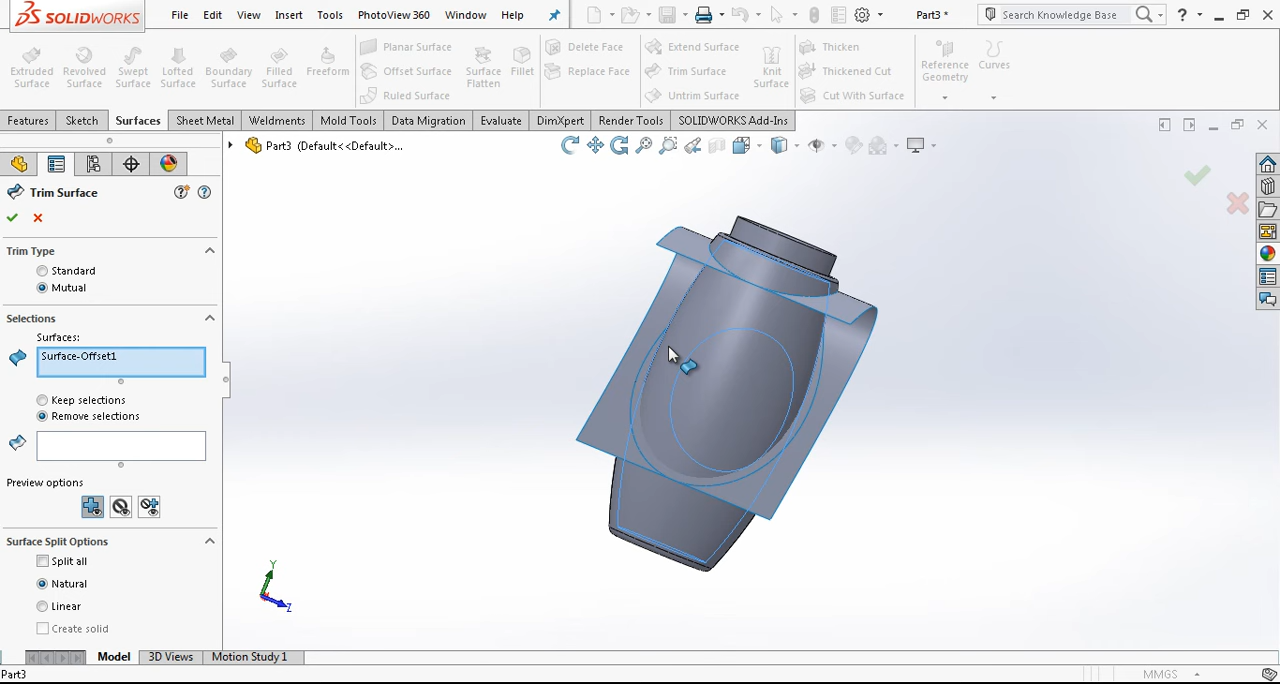 SOLIDWORKS File Edit View Insert Tools PhotoView 360 Window Help Part3 * Search Knowledge Base ?
Extruded Surface
Revolved Surface
Swept Surface
Lofted Surface
Boundary Surface
Filled Surface
Freeform
Planar Surface
Offset Surface
Ruled Surface
Surface Flatten
Fillet
Delete Face
Replace Face
Extend Surface
Trim Surface
Untrim Surface
Knit Surface
Thicken
Thickened Cut
Cut With Surface
Reference Geometry
Curves
Features Sketch Surfaces Sheet Metal Weldments Mold Tools Data Migration Evaluate DimXpert Render Tools SOLIDWORKS Add-Ins
Part3 (Default<<Default>...
Trim Surface
Trim Type
Standard
Mutual
Selections
Surfaces:
Surface-Offset1
Keep selections
Remove selections
Preview options
Surface Split Options
Split all
Natural
Linear
Create solid
Y
Z
Model 3D Views Motion Study 1
Part3 MMGS